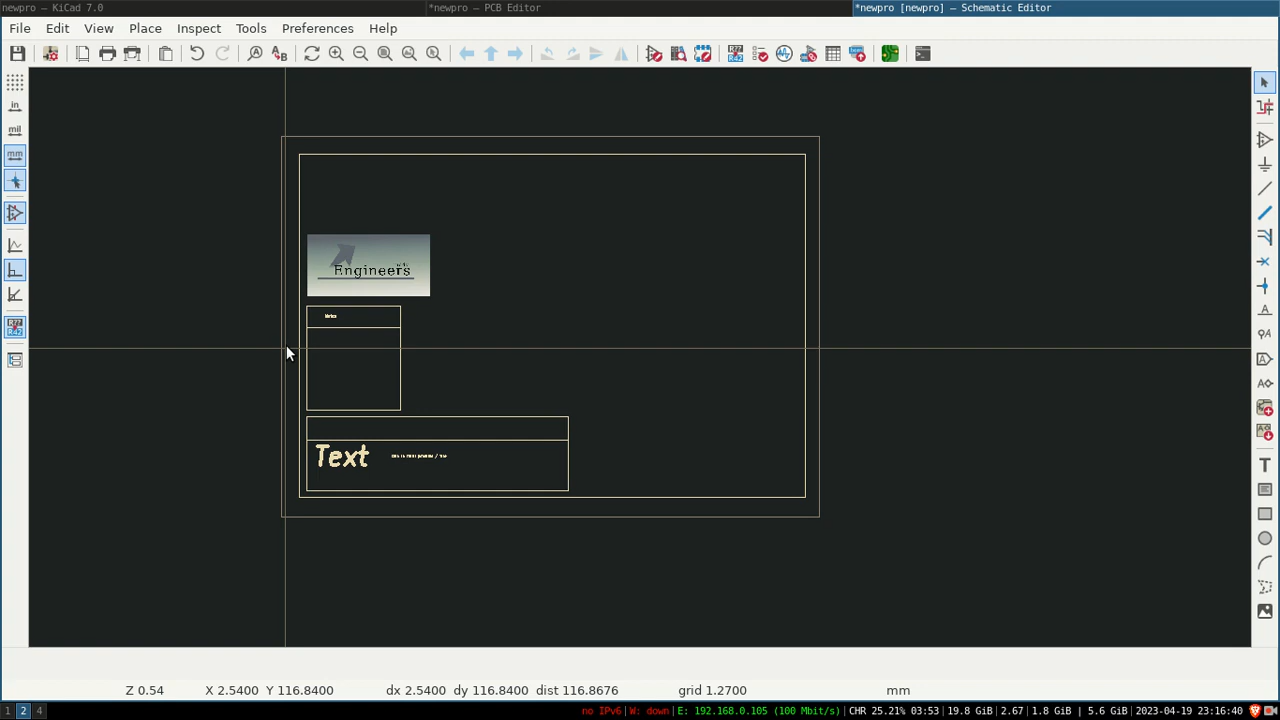 newpro — KiCad 7.0
*newpro — PCB Editor
*newpro [newpro] — Schematic Editor
File Edit View Place Inspect Tools Preferences Help
in
mil
mm
Engineers
Text
Z 0.54 X 2.5400 Y 116.8400 dx 2.5400 dy 116.8400 dist 116.8676 grid 1.2700 mm
1 2 4 no IPv6|W: down|E: 192.168.0.105 (100 Mbit/s)|CHR 25.21% 03:53|19.8 GiB|2.67|1.8 GiB | 5.6 GiB|2023-04-19 23:16:40